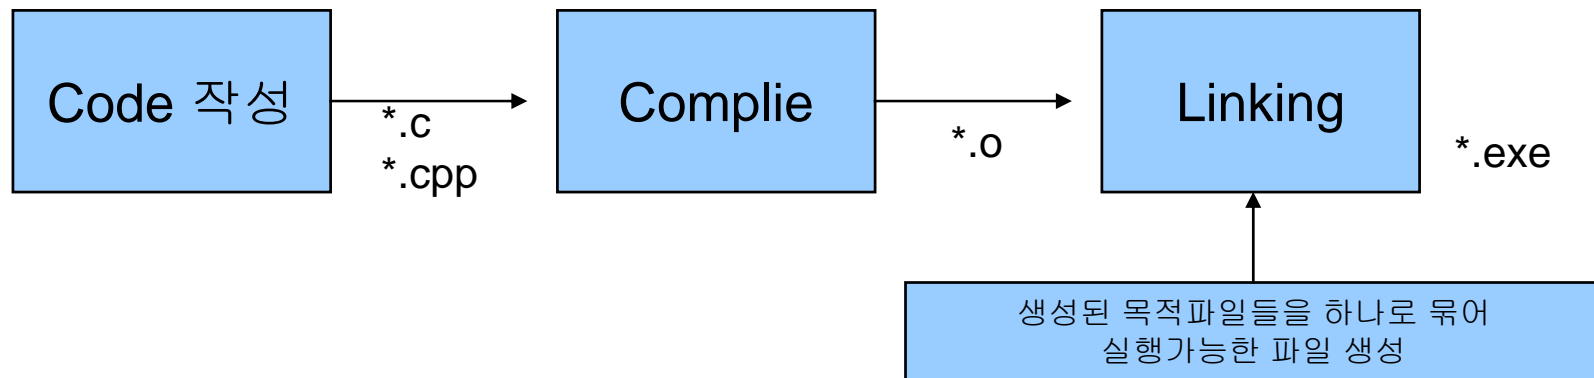 Code 작성
*.c
*.cpp
Complie
*.o
Linking
*.exe
생성된 목적파일들을 하나로 묶어
실행가능한 파일 생성